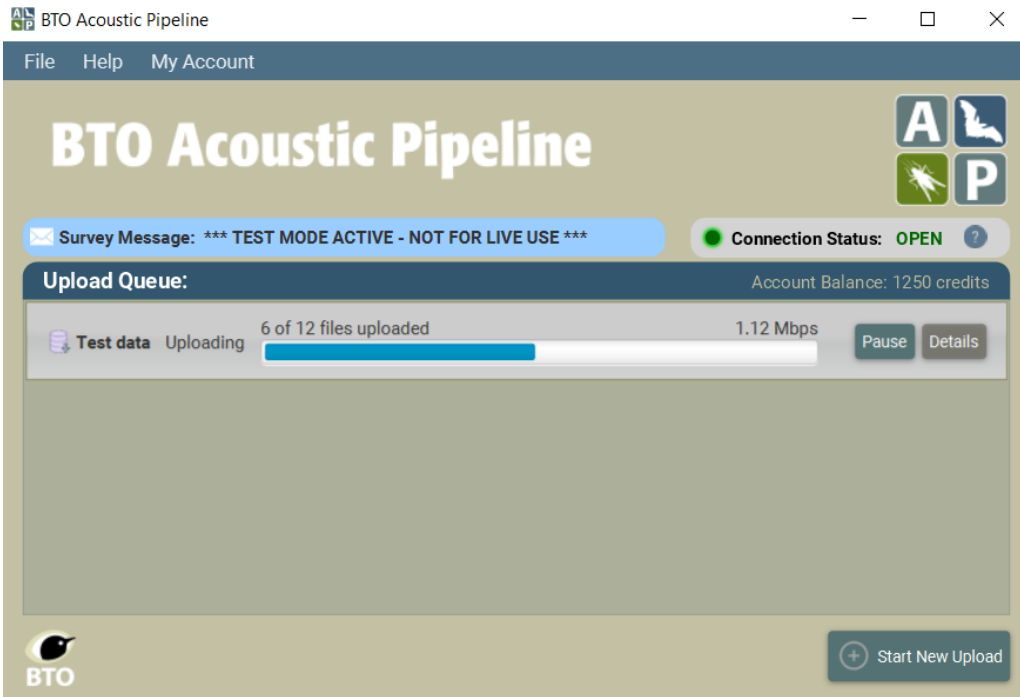 BTO Acoustic Pipeline
File Help My Account
BTO Acoustic Pipeline
A
P
Survey Message: *** TEST MODE ACTIVE - NOT FOR LIVE USE ***
Connection Status: OPEN ?
Upload Queue:
Account Balance: 1250 credits
Test data Uploading
6 of 12 files uploaded
1.12 Mbps
Pause Details
BTO
Start New Upload